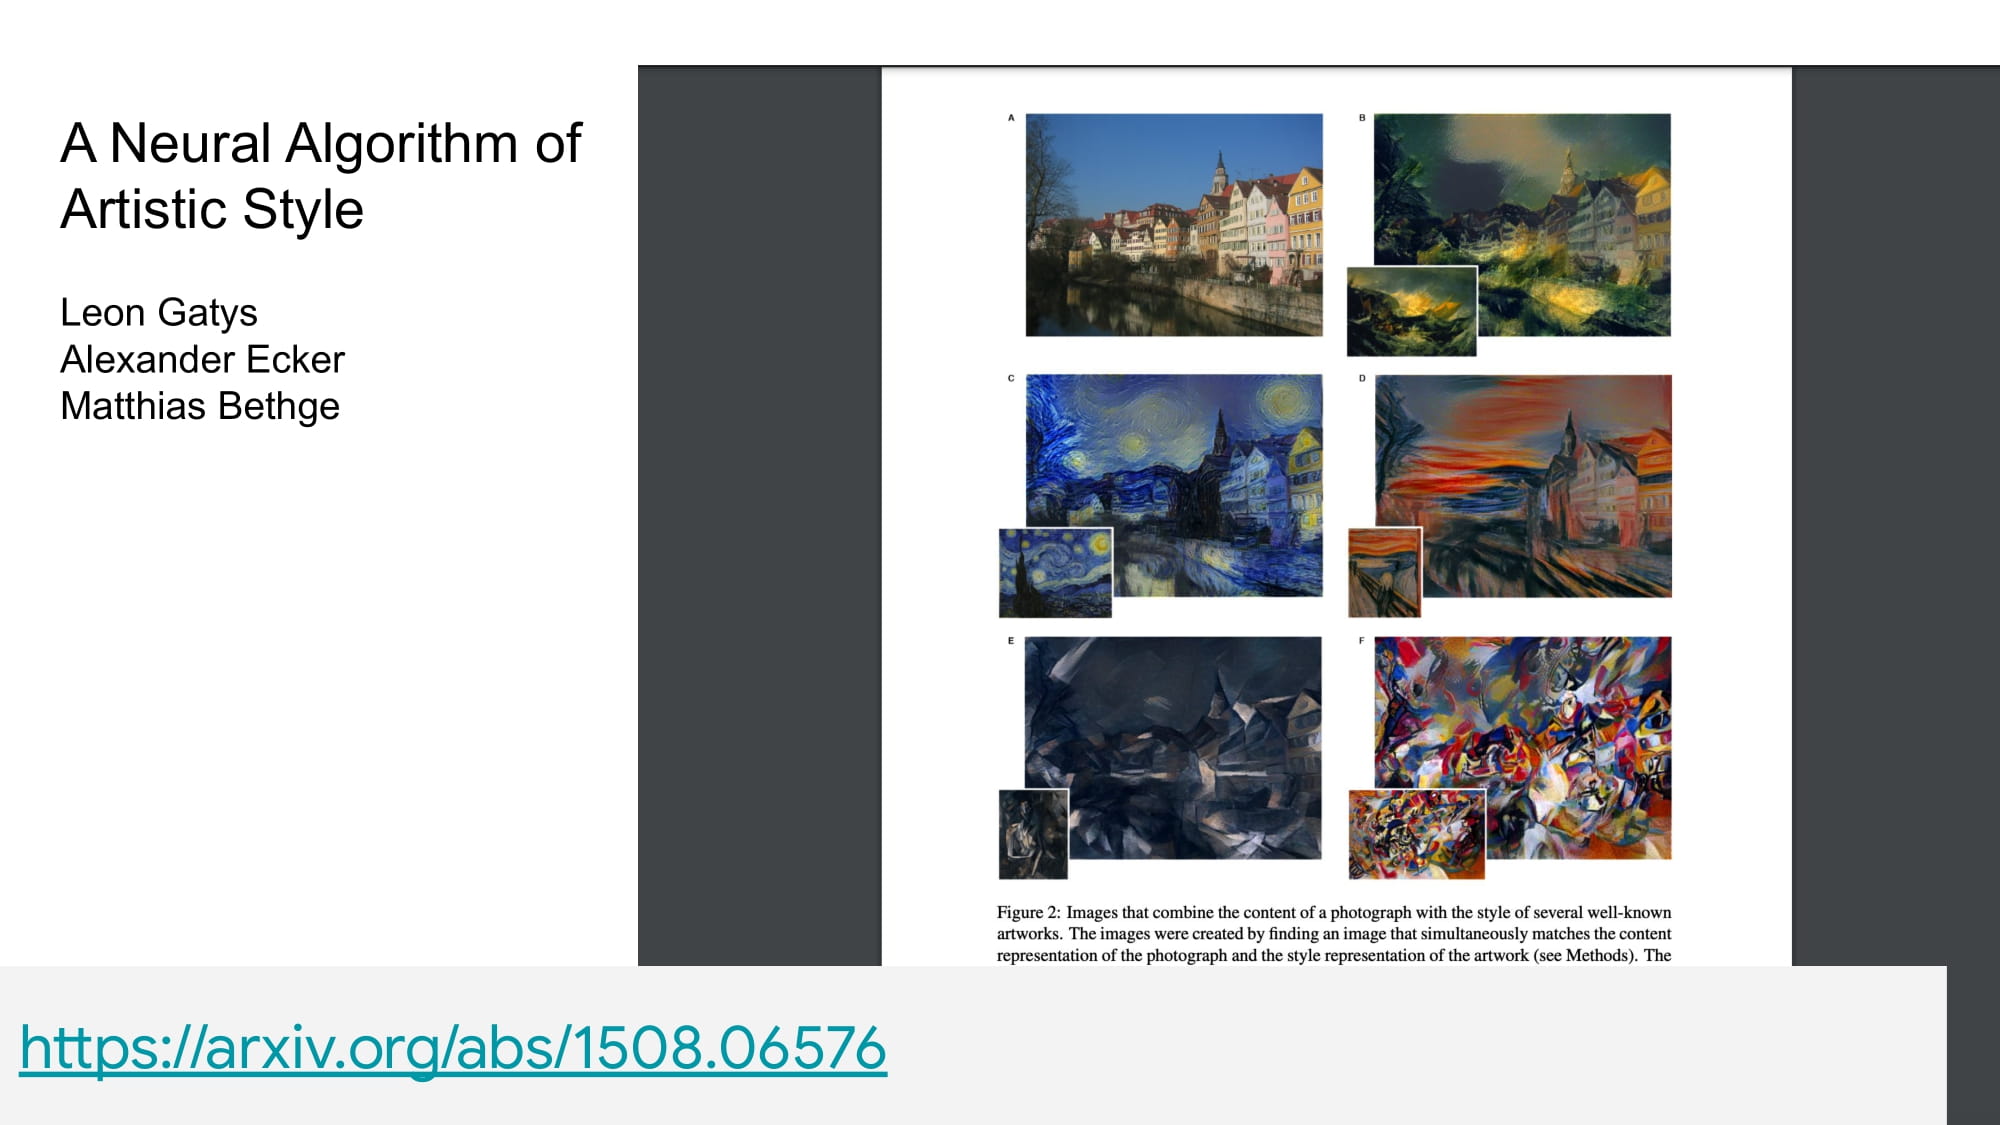 A Neural Algorithm of
Artistic Style
Leon Gatys
Alexander Ecker
Matthias Bethge
A
B
C
D
E
F
Figure 2: Images that combine the content of a photograph with the style of several well-known
artworks. The images were created by finding an image that simultaneously matches the content
representation of the photograph and the style representation of the artwork (see Methods). The
https://arxiv.org/abs/1508.06576